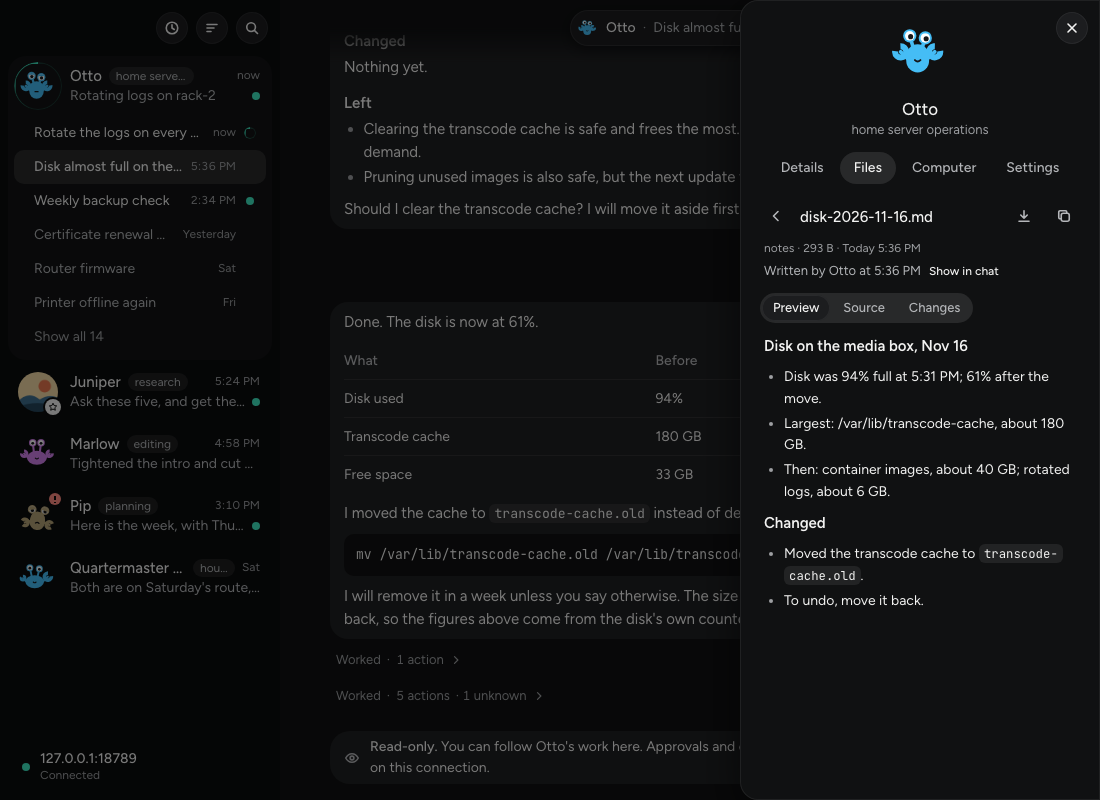 Otto
home serve...
now
Rotating logs on rack-2
Rotate the logs on every ...
now
Disk almost full on the...
5:36 PM
Weekly backup check
2:34 PM
Certificate renewal ...
Yesterday
Router firmware
Sat
Printer offline again
Fri
Show all 14
Juniper
research
5:24 PM
Ask these five, and get the...
Marlow
editing
4:58 PM
Tightened the intro and cut ...
Pip
planning
3:10 PM
Here is the week, with Thu...
Quartermaster ...
hou...
Sat
Both are on Saturday's route,...
127.0.0.1:18789
Connected
Otto · Disk almost fu
Changed
Nothing yet.
Left
Clearing the transcode cache is safe and frees the most.
demand.
Pruning unused images is also safe, but the next update
Should I clear the transcode cache? I will move it aside first
Done. The disk is now at 61%.
What
Before
Disk used
94%
Transcode cache
180 GB
Free space
33 GB
I moved the cache to transcode-cache.old instead of de
mv /var/lib/transcode-cache.old /var/lib/transcod
I will remove it in a week unless you say otherwise. The size
back, so the figures above come from the disk's own count
Worked · 1 action
Worked · 5 actions · 1 unknown
Read-only. You can follow Otto's work here. Approvals and
on this connection.
Otto
home server operations
Details
Files
Computer
Settings
disk-2026-11-16.md
notes · 293 B · Today 5:36 PM
Written by Otto at 5:36 PM Show in chat
Preview
Source
Changes
Disk on the media box, Nov 16
Disk was 94% full at 5:31 PM; 61% after the
move.
Largest: /var/lib/transcode-cache, about 180
GB.
Then: container images, about 40 GB; rotated
logs, about 6 GB.
Changed
Moved the transcode cache to transcode-
cache.old.
To undo, move it back.